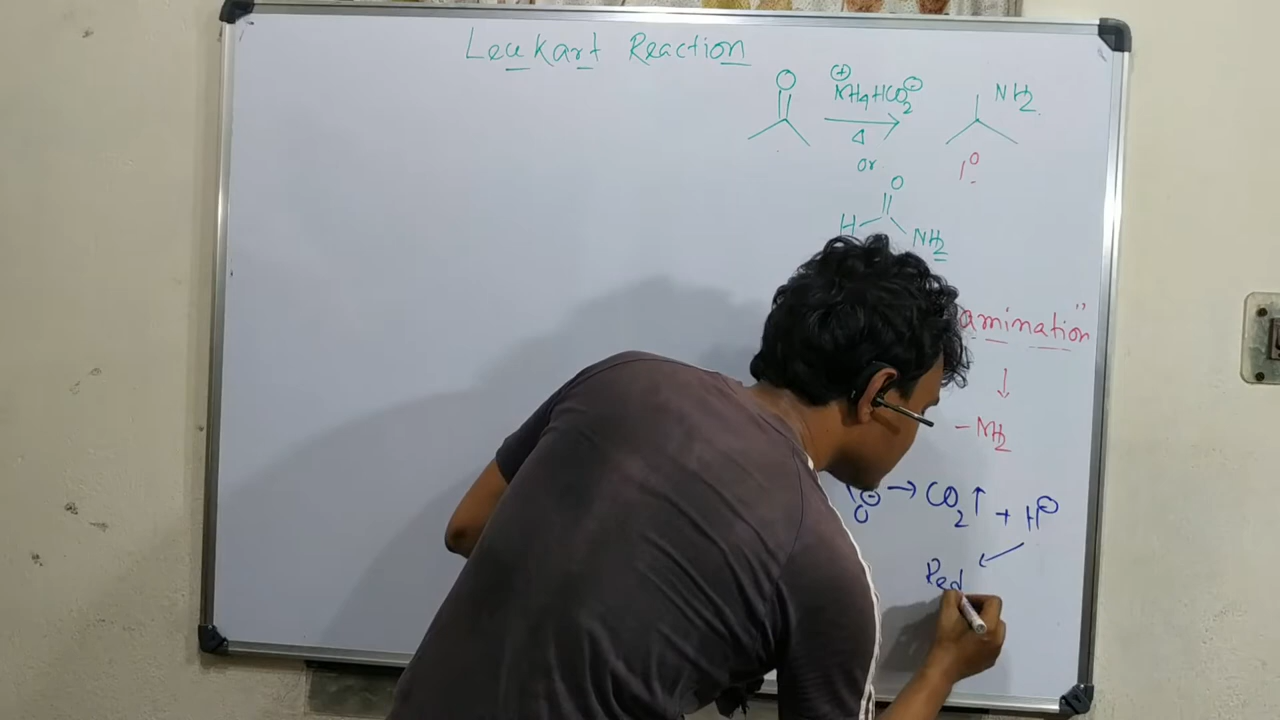 Leukart Reaction
O
⊕NH4HCO2⊖
NH2
Δ
1°
or
O
H
NH2
amination"
↓
-NH2
O⊖ → CO2↑ + H⊖
Red